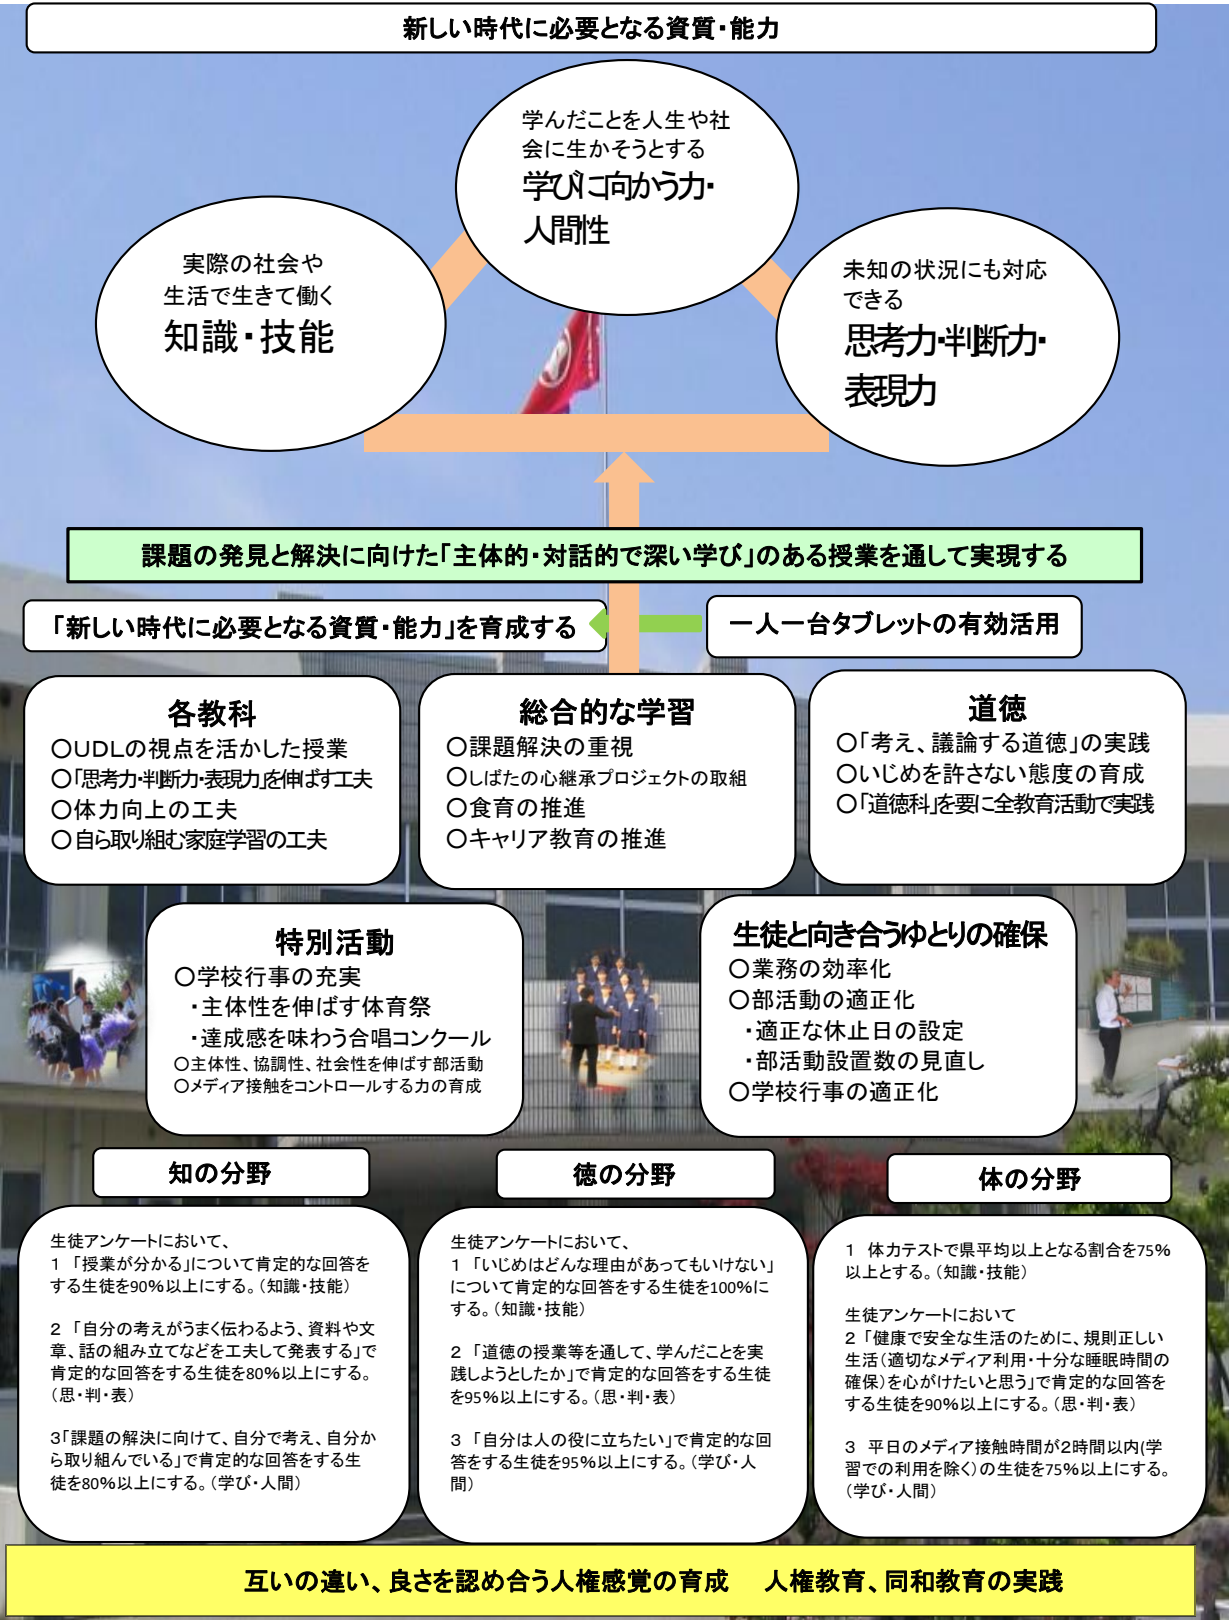 新しい時代に必要となる資質・能力
学んだことを人生や社
会に生かそうとする
学びに向かう力・
人間性
実際の社会や
生活で生きて働く
知識・技能
未知の状況にも対応
できる
思考力・判断力・
表現力
課題の発見と解決に向けた「主体的・対話的で深い学び」のある授業を通して実現する
「新しい時代に必要となる資質・能力」を育成する
一人一台タブレットの有効活用
各教科
○UDLの視点を活かした授業
○「思考力・判断力・表現力」を伸ばす工夫
○体力向上の工夫
○自ら取り組む家庭学習の工夫
総合的な学習
○課題解決の重視
○しばたの心継承プロジェクトの取組
○食育の推進
○キャリア教育の推進
道徳
○「考え、議論する道徳」の実践
○いじめを許さない態度の育成
○「道徳科」を要に全教育活動で実践
特別活動
○学校行事の充実
・主体性を伸ばす体育祭
・達成感を味わう合唱コンクール
○主体性、協調性、社会性を伸ばす部活動
○メディア接触をコントロールする力の育成
生徒と向き合うゆとりの確保
○業務の効率化
○部活動の適正化
・適正な休止日の設定
・部活動設置数の見直し
○学校行事の適正化
知の分野
生徒アンケートにおいて、
1 「授業が分かる」について肯定的な回答を
する生徒を90%以上にする。(知識・技能)
2 「自分の考えがうまく伝わるよう、資料や文
章、話の組み立てなどを工夫して発表する」で
肯定的な回答をする生徒を80%以上にする。
(思・判・表)
3「課題の解決に向けて、自分で考え、自分か
ら取り組んでいる」で肯定的な回答をする生
徒を80%以上にする。(学び・人間)
徳の分野
生徒アンケートにおいて、
1 「いじめはどんな理由があってもいけない」
について肯定的な回答をする生徒を100%に
する。(知識・技能)
2 「道徳の授業等を通して、学んだことを実
践しようとしたか」で肯定的な回答をする生徒
を95%以上にする。(思・判・表)
3 「自分は人の役に立ちたい」で肯定的な回
答をする生徒を95%以上にする。(学び・人
間)
体の分野
1 体力テストで県平均以上となる割合を75%
以上とする。(知識・技能)
生徒アンケートにおいて
2 「健康で安全な生活のために、規則正しい
生活(適切なメディア利用・十分な睡眠時間の
確保)を心がけたいと思う」で肯定的な回答を
する生徒を90%以上にする。(思・判・表)
3 平日のメディア接触時間が2時間以内(学
習での利用を除く)の生徒を75%以上にする。
(学び・人間)
互いの違い、良さを認め合う人権感覚の育成 人権教育、同和教育の実践